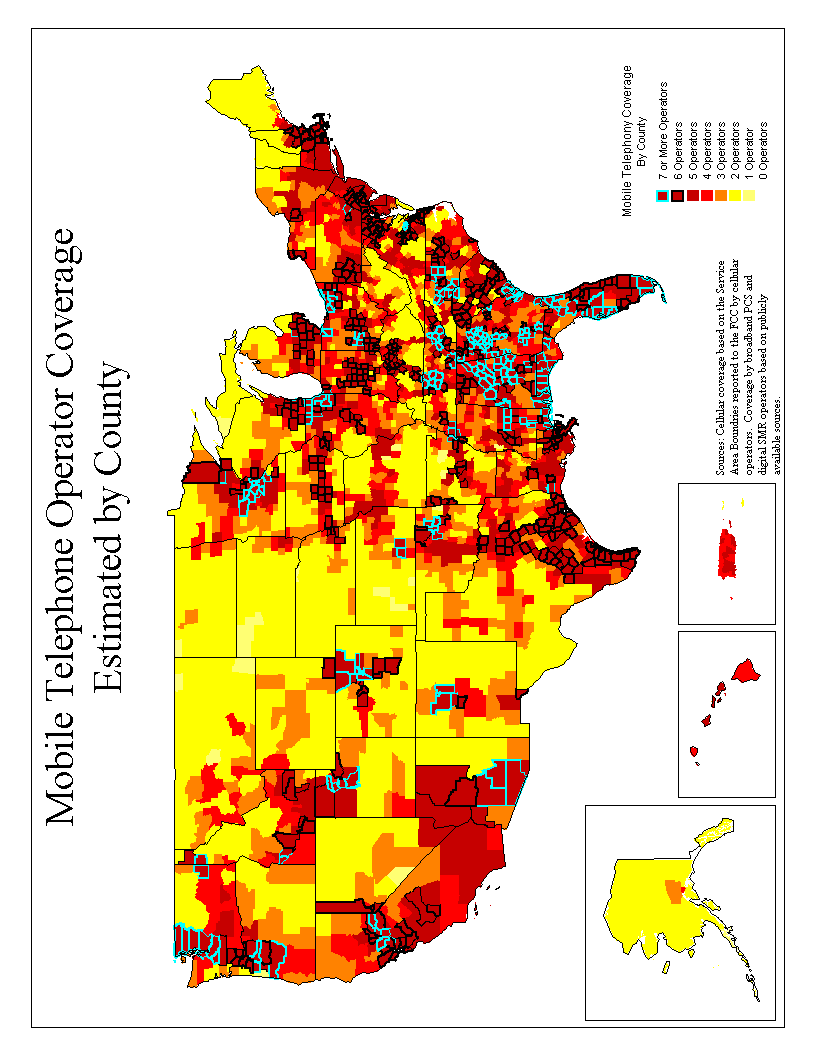 Mobile Telephone Operator Coverage
Estimated by County
Mobile Telephony Coverage
By County
7 or More Operators
6 Operators
5 Operators
4 Operators
3 Operators
2 Operators
1 Operator
0 Operators
Sources: Cellular coverage based on the Service
Area Boundries reported to the FCC by cellular
operators. Coverage by broadband PCS and
digital SMR operators based on publicly
available sources.